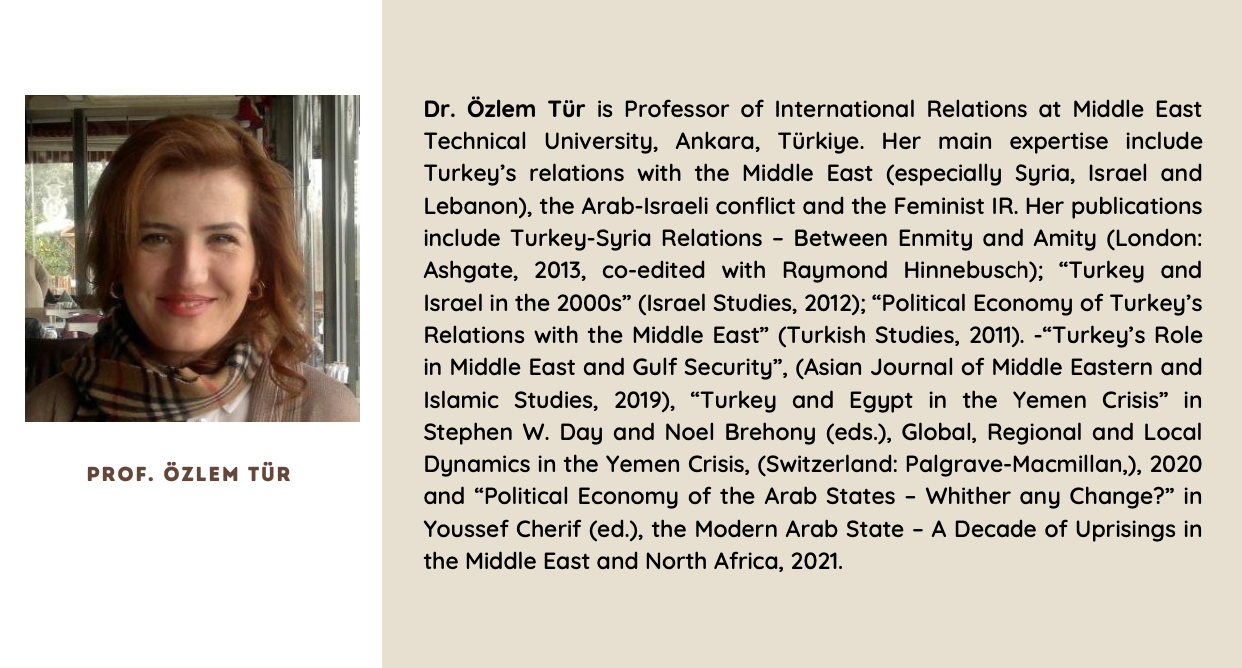 PROF. ÖZLEM TÜR
Dr. Özlem Tür is Professor of International Relations at Middle East
Technical University, Ankara, Türkiye. Her main expertise include
Turkey’s relations with the Middle East (especially Syria, Israel and
Lebanon), the Arab-Israeli conflict and the Feminist IR. Her publications
include Turkey-Syria Relations – Between Enmity and Amity (London:
Ashgate, 2013, co-edited with Raymond Hinnebusch); “Turkey and
Israel in the 2000s” (Israel Studies, 2012); “Political Economy of Turkey’s
Relations with the Middle East” (Turkish Studies, 2011). -“Turkey’s Role
in Middle East and Gulf Security”, (Asian Journal of Middle Eastern and
Islamic Studies, 2019), “Turkey and Egypt in the Yemen Crisis” in
Stephen W. Day and Noel Brehony (eds.), Global, Regional and Local
Dynamics in the Yemen Crisis, (Switzerland: Palgrave-Macmillan,), 2020
and “Political Economy of the Arab States – Whither any Change?” in
Youssef Cherif (ed.), the Modern Arab State – A Decade of Uprisings in
the Middle East and North Africa, 2021.